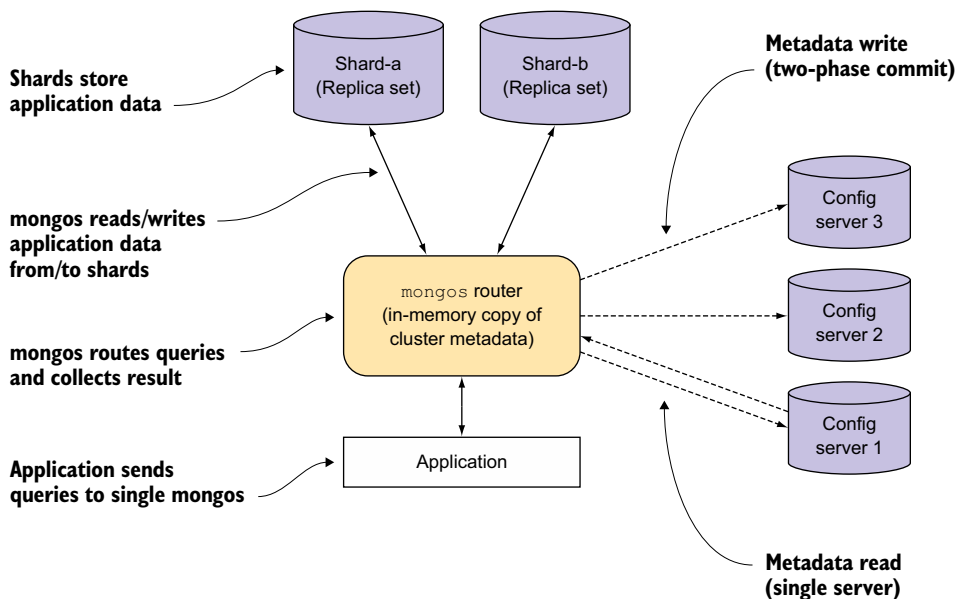 Shards store
application data
Shard-a
(Replica set)
Shard-b
(Replica set)
Metadata write
(two-phase commit)
mongos reads/writes
application data
from/to shards
Config
server 3
mongos router
(in-memory copy of
cluster metadata)
Config
server 2
mongos routes queries
and collects result
Config
server 1
Application sends
queries to single mongos
Application
Metadata read
(single server)